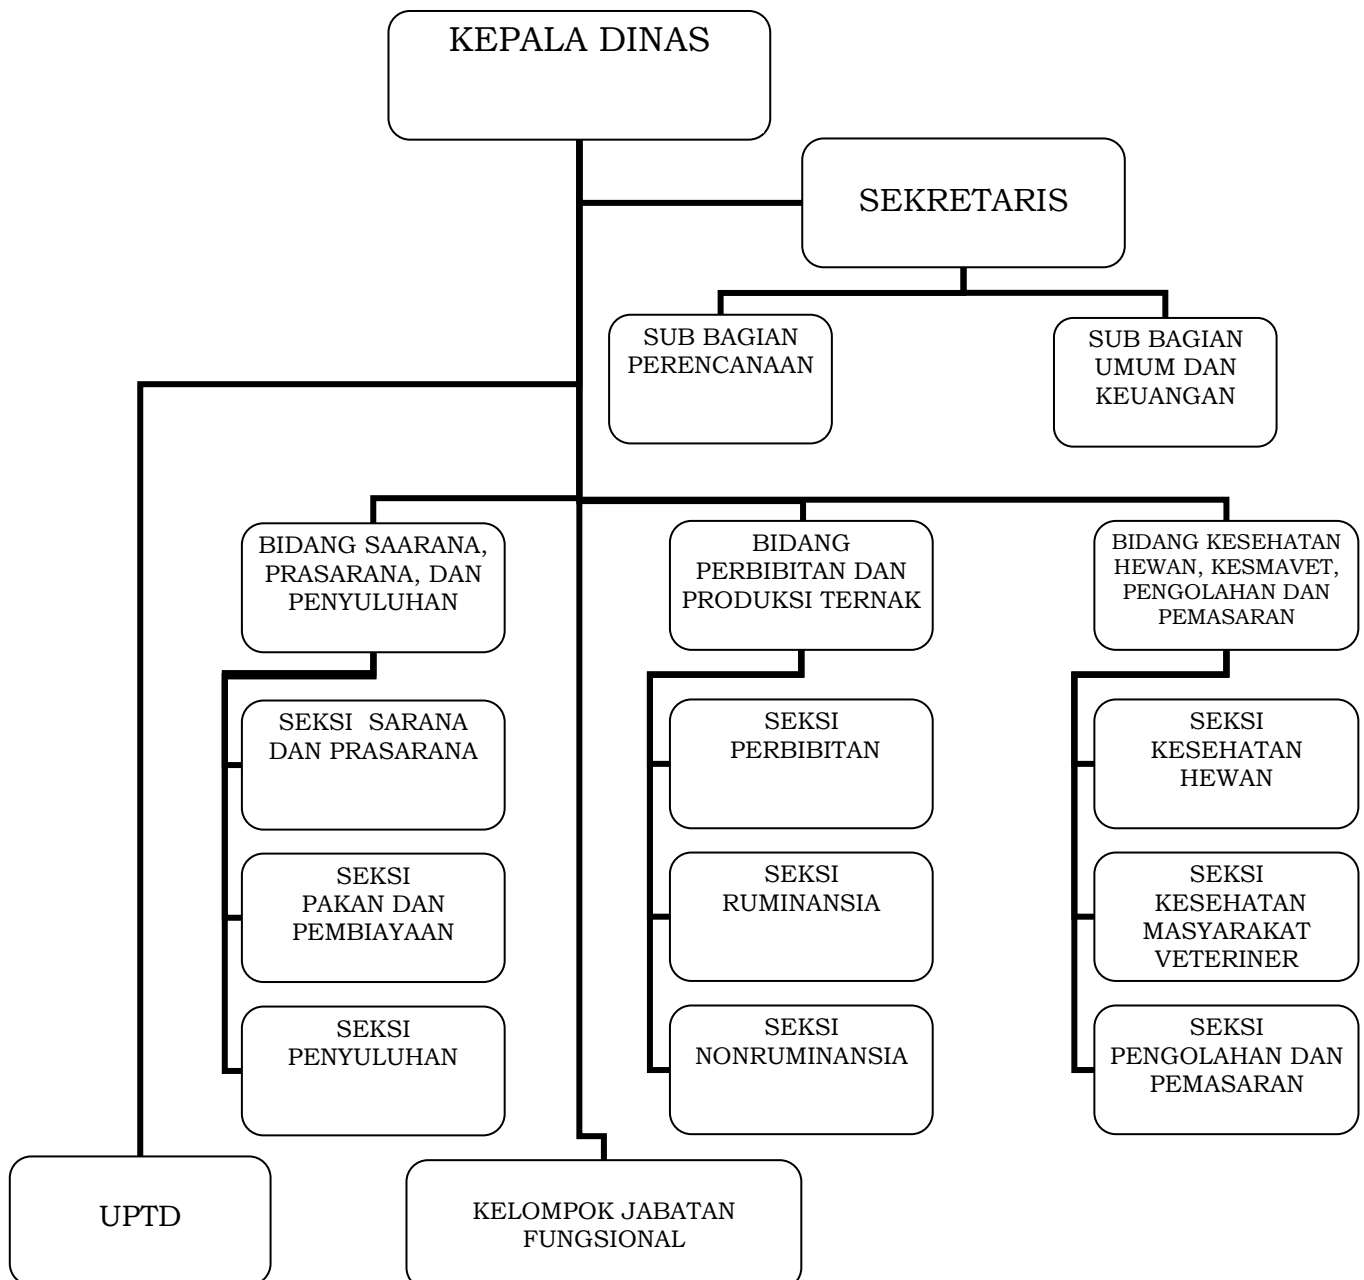 KEPALA DINAS
SEKRETARIS
SUB BAGIAN
PERENCANAAN
SUB BAGIAN
UMUM DAN
KEUANGAN
BIDANG SAARANA,
PRASARANA, DAN
PENYULUHAN
BIDANG
PERBIBITAN DAN
PRODUKSI TERNAK
BIDANG KESEHATAN
HEWAN, KESMAVET,
PENGOLAHAN DAN
PEMASARAN
SEKSI  SARANA
DAN PRASARANA
SEKSI
PERBIBITAN
SEKSI
KESEHATAN
HEWAN
SEKSI
PAKAN DAN
PEMBIAYAAN
SEKSI
RUMINANSIA
SEKSI
KESEHATAN
MASYARAKAT
VETERINER
SEKSI
PENYULUHAN
SEKSI
NONRUMINANSIA
SEKSI
PENGOLAHAN DAN
PEMASARAN
UPTD
KELOMPOK JABATAN
FUNGSIONAL